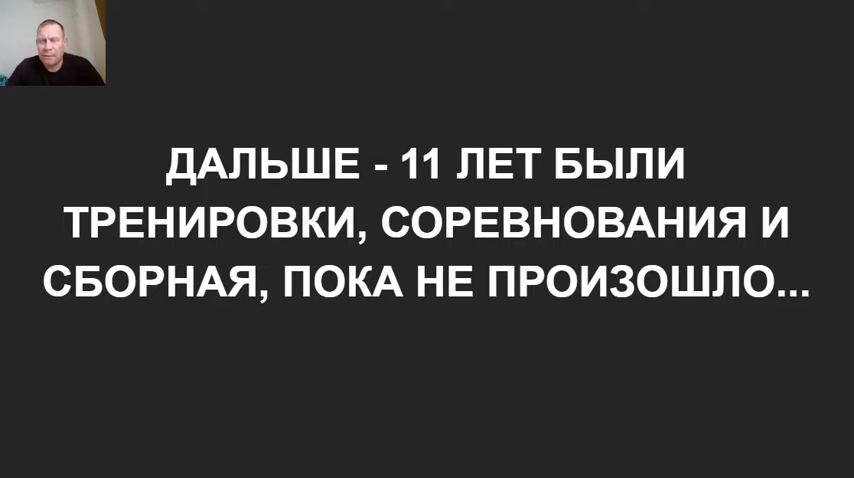 ДАЛЬШЕ - 11 ЛЕТ БЫЛИ
ТРЕНИРОВКИ, СОРЕВНОВАНИЯ И
СБОРНАЯ, ПОКА НЕ ПРОИЗОШЛО...